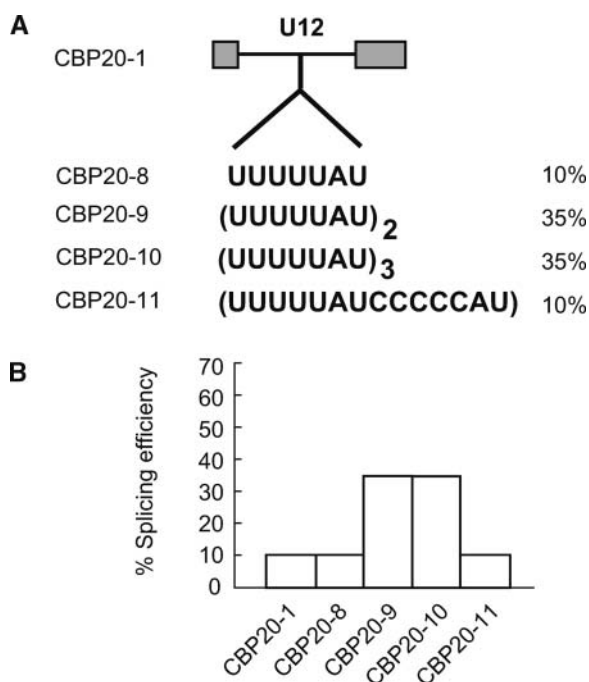 A
U12
CBP20-1
CBP20-8 UUUUUAU 10%
CBP20-9 (UUUUUAU)2 35%
CBP20-10 (UUUUUAU)3 35%
CBP20-11 (UUUUUAUCCCCCAU) 10%
B
% Splicing efficiency
70
60
50
40
30
20
10
0
CBP20-1
CBP20-8
CBP20-9
CBP20-10
CBP20-11